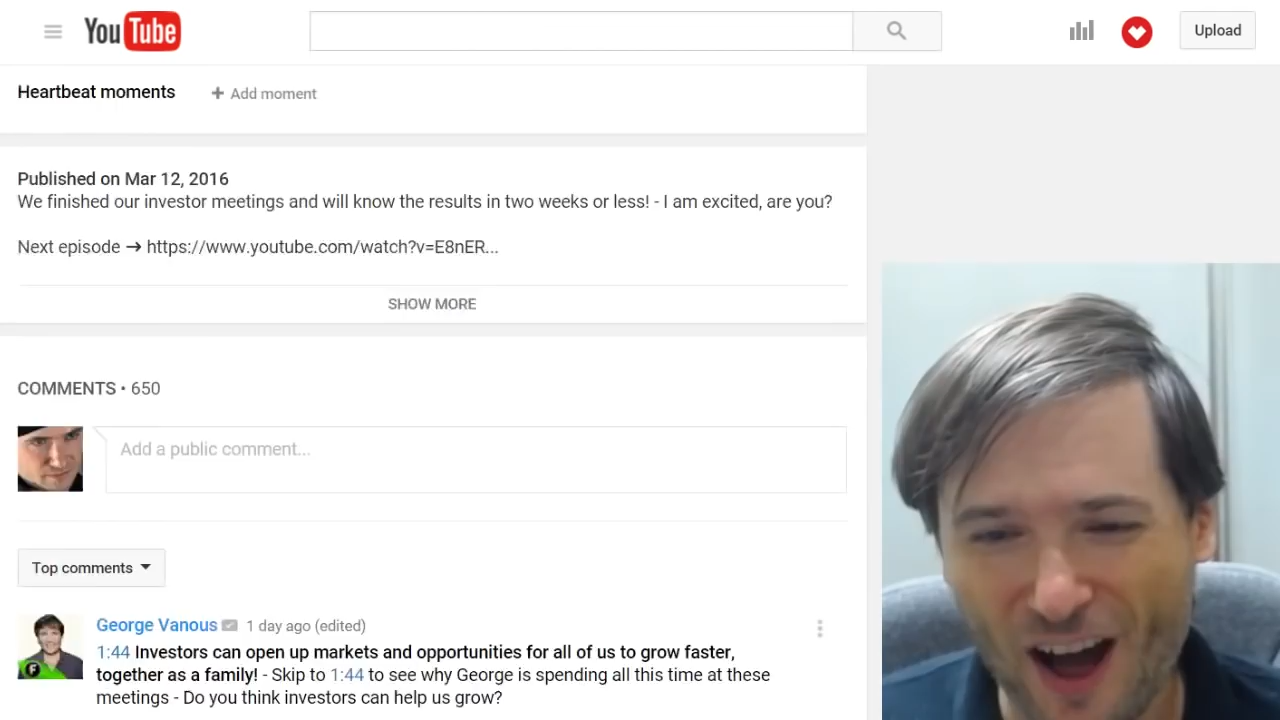 YouTube
Upload
Heartbeat moments + Add moment
Published on Mar 12, 2016
We finished our investor meetings and will know the results in two weeks or less! - I am excited, are you?
Next episode → https://www.youtube.com/watch?v=E8nER...
SHOW MORE
COMMENTS • 650
Add a public comment...
Top comments
George Vanous 1 day ago (edited)
1:44 Investors can open up markets and opportunities for all of us to grow faster,
together as a family! - Skip to 1:44 to see why George is spending all this time at these
meetings - Do you think investors can help us grow?
F